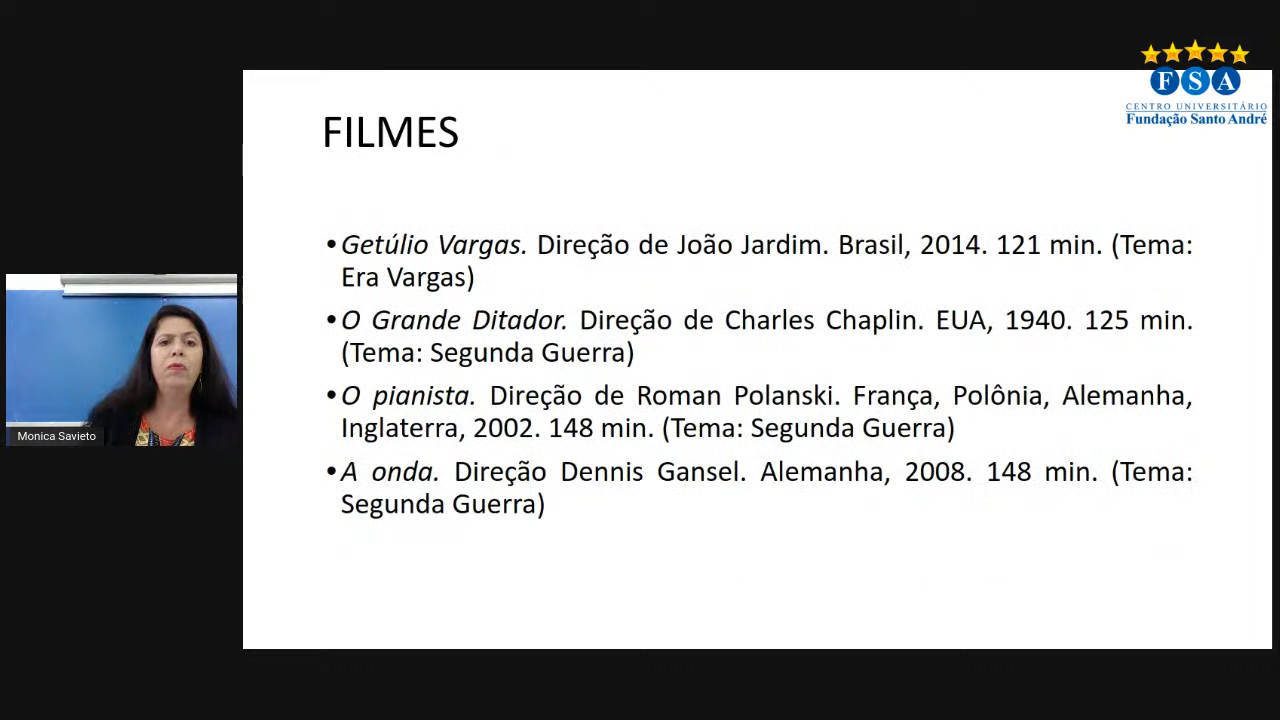 F S A
CENTRO UNIVERSITÁRIO
Fundação Santo André
FILMES
•Getúlio Vargas. Direção de João Jardim. Brasil, 2014. 121 min. (Tema:
Era Vargas)
•O Grande Ditador. Direção de Charles Chaplin. EUA, 1940. 125 min.
(Tema: Segunda Guerra)
•O pianista. Direção de Roman Polanski. França, Polônia, Alemanha,
Inglaterra, 2002. 148 min. (Tema: Segunda Guerra)
•A onda. Direção Dennis Gansel. Alemanha, 2008. 148 min. (Tema:
Segunda Guerra)
Monica Savieto